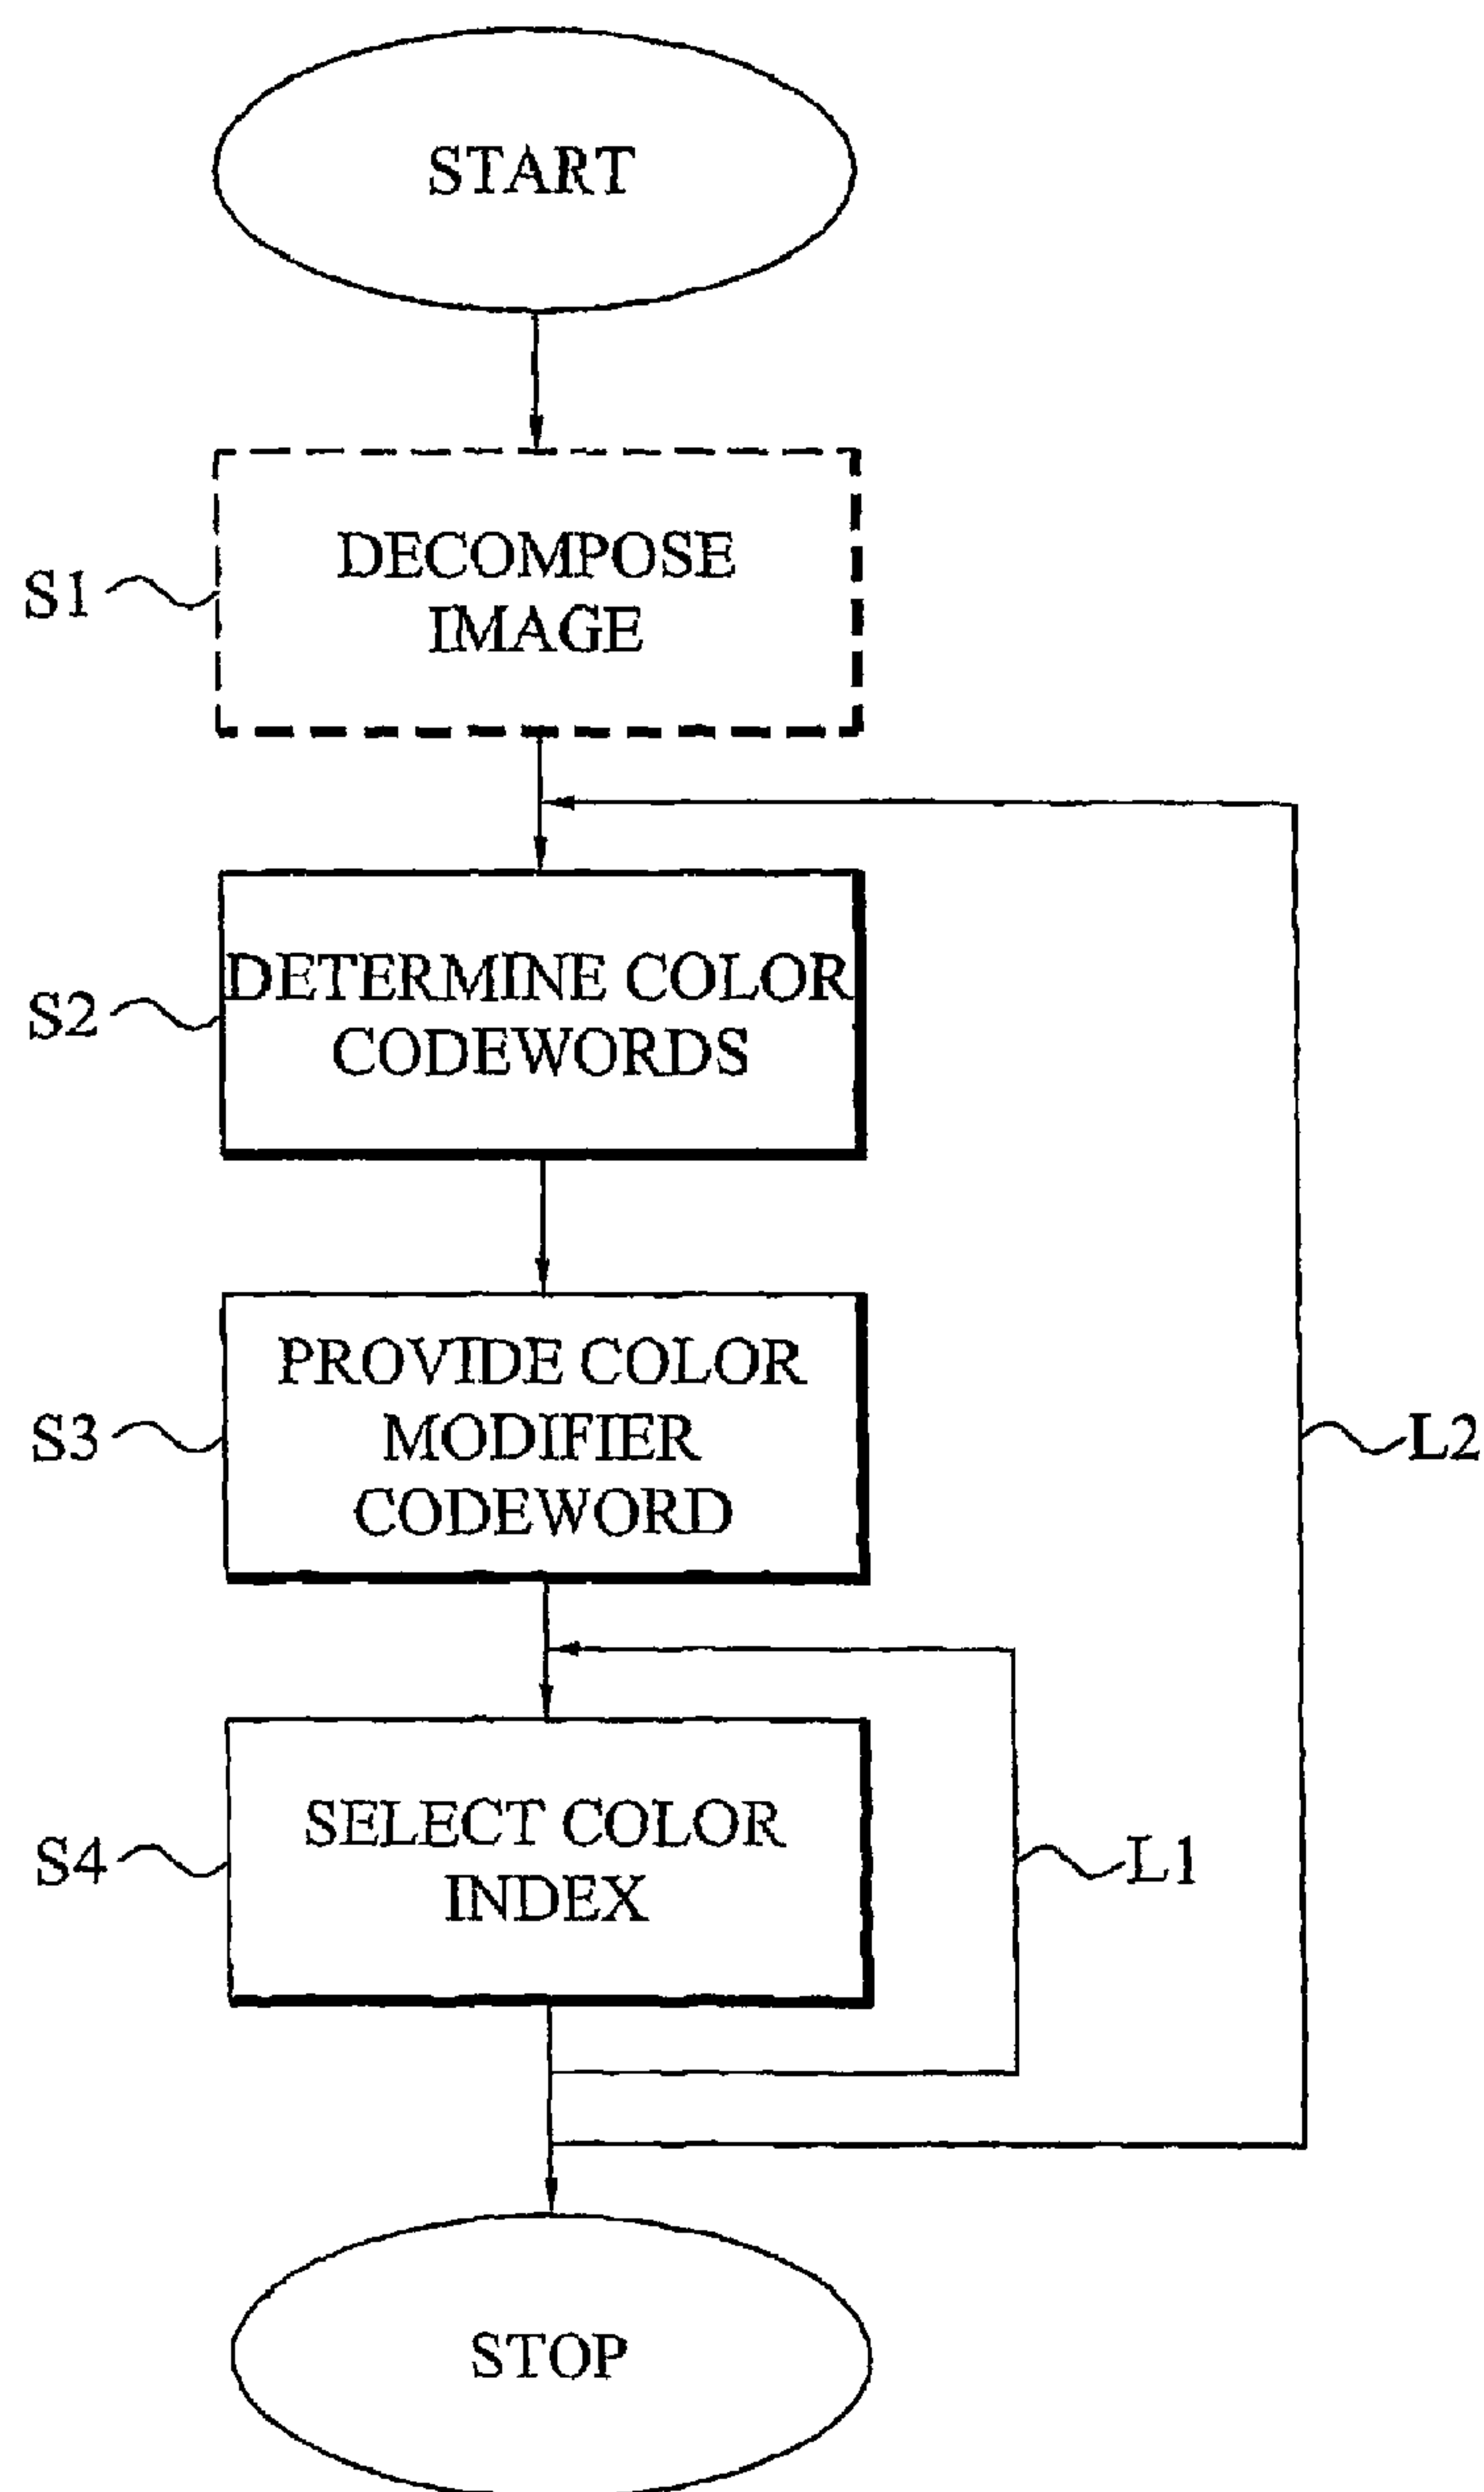 START
S1
DECOMPOSE
IMAGE
S2
DETERMINE COLOR
CODEWORDS
S3
PROVIDE COLOR
MODIFIER
CODEWORD
L2
S4
SELECT COLOR
INDEX
L1
STOP